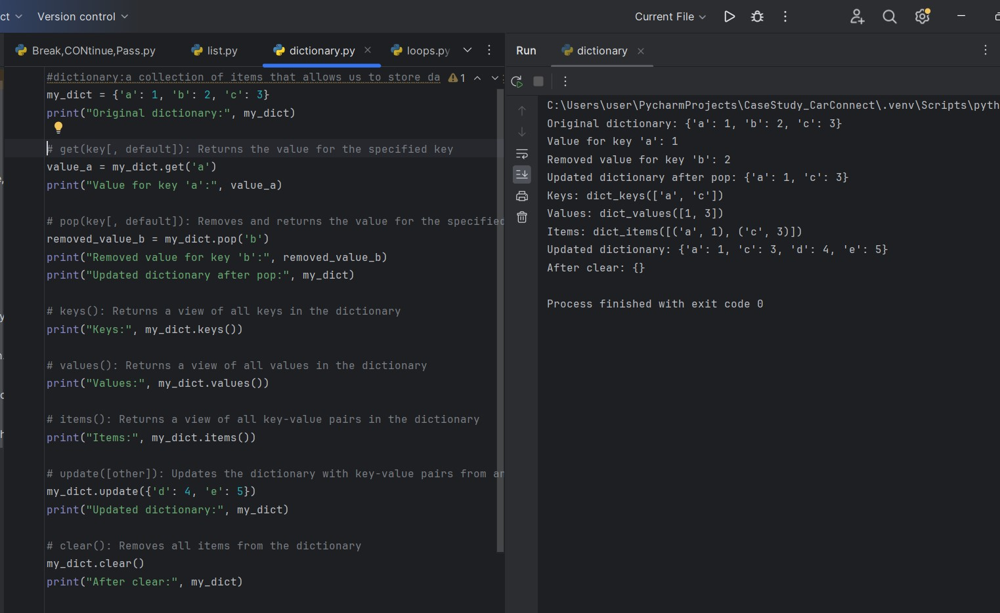 ct Version control Current File
Break,CONtinue,Pass.py list.py dictionary.py loops.py
Run dictionary
#dictionary:a collection of items that allows us to store da 1
my_dict = {'a': 1, 'b': 2, 'c': 3}
print("Original dictionary:", my_dict)
# get(key[, default]): Returns the value for the specified key
value_a = my_dict.get('a')
print("Value for key 'a':", value_a)
# pop(key[, default]): Removes and returns the value for the specified
removed_value_b = my_dict.pop('b')
print("Removed value for key 'b':", removed_value_b)
print("Updated dictionary after pop:", my_dict)
# keys(): Returns a view of all keys in the dictionary
print("Keys:", my_dict.keys())
# values(): Returns a view of all values in the dictionary
print("Values:", my_dict.values())
# items(): Returns a view of all key-value pairs in the dictionary
print("Items:", my_dict.items())
# update([other]): Updates the dictionary with key-value pairs from an
my_dict.update({'d': 4, 'e': 5})
print("Updated dictionary:", my_dict)
# clear(): Removes all items from the dictionary
my_dict.clear()
print("After clear:", my_dict)
C:\Users\user\PycharmProjects\CaseStudy_CarConnect\.venv\Scripts\pyth
Original dictionary: {'a': 1, 'b': 2, 'c': 3}
Value for key 'a': 1
Removed value for key 'b': 2
Updated dictionary after pop: {'a': 1, 'c': 3}
Keys: dict_keys(['a', 'c'])
Values: dict_values([1, 3])
Items: dict_items([('a', 1), ('c', 3)])
Updated dictionary: {'a': 1, 'c': 3, 'd': 4, 'e': 5}
After clear: {}
Process finished with exit code 0